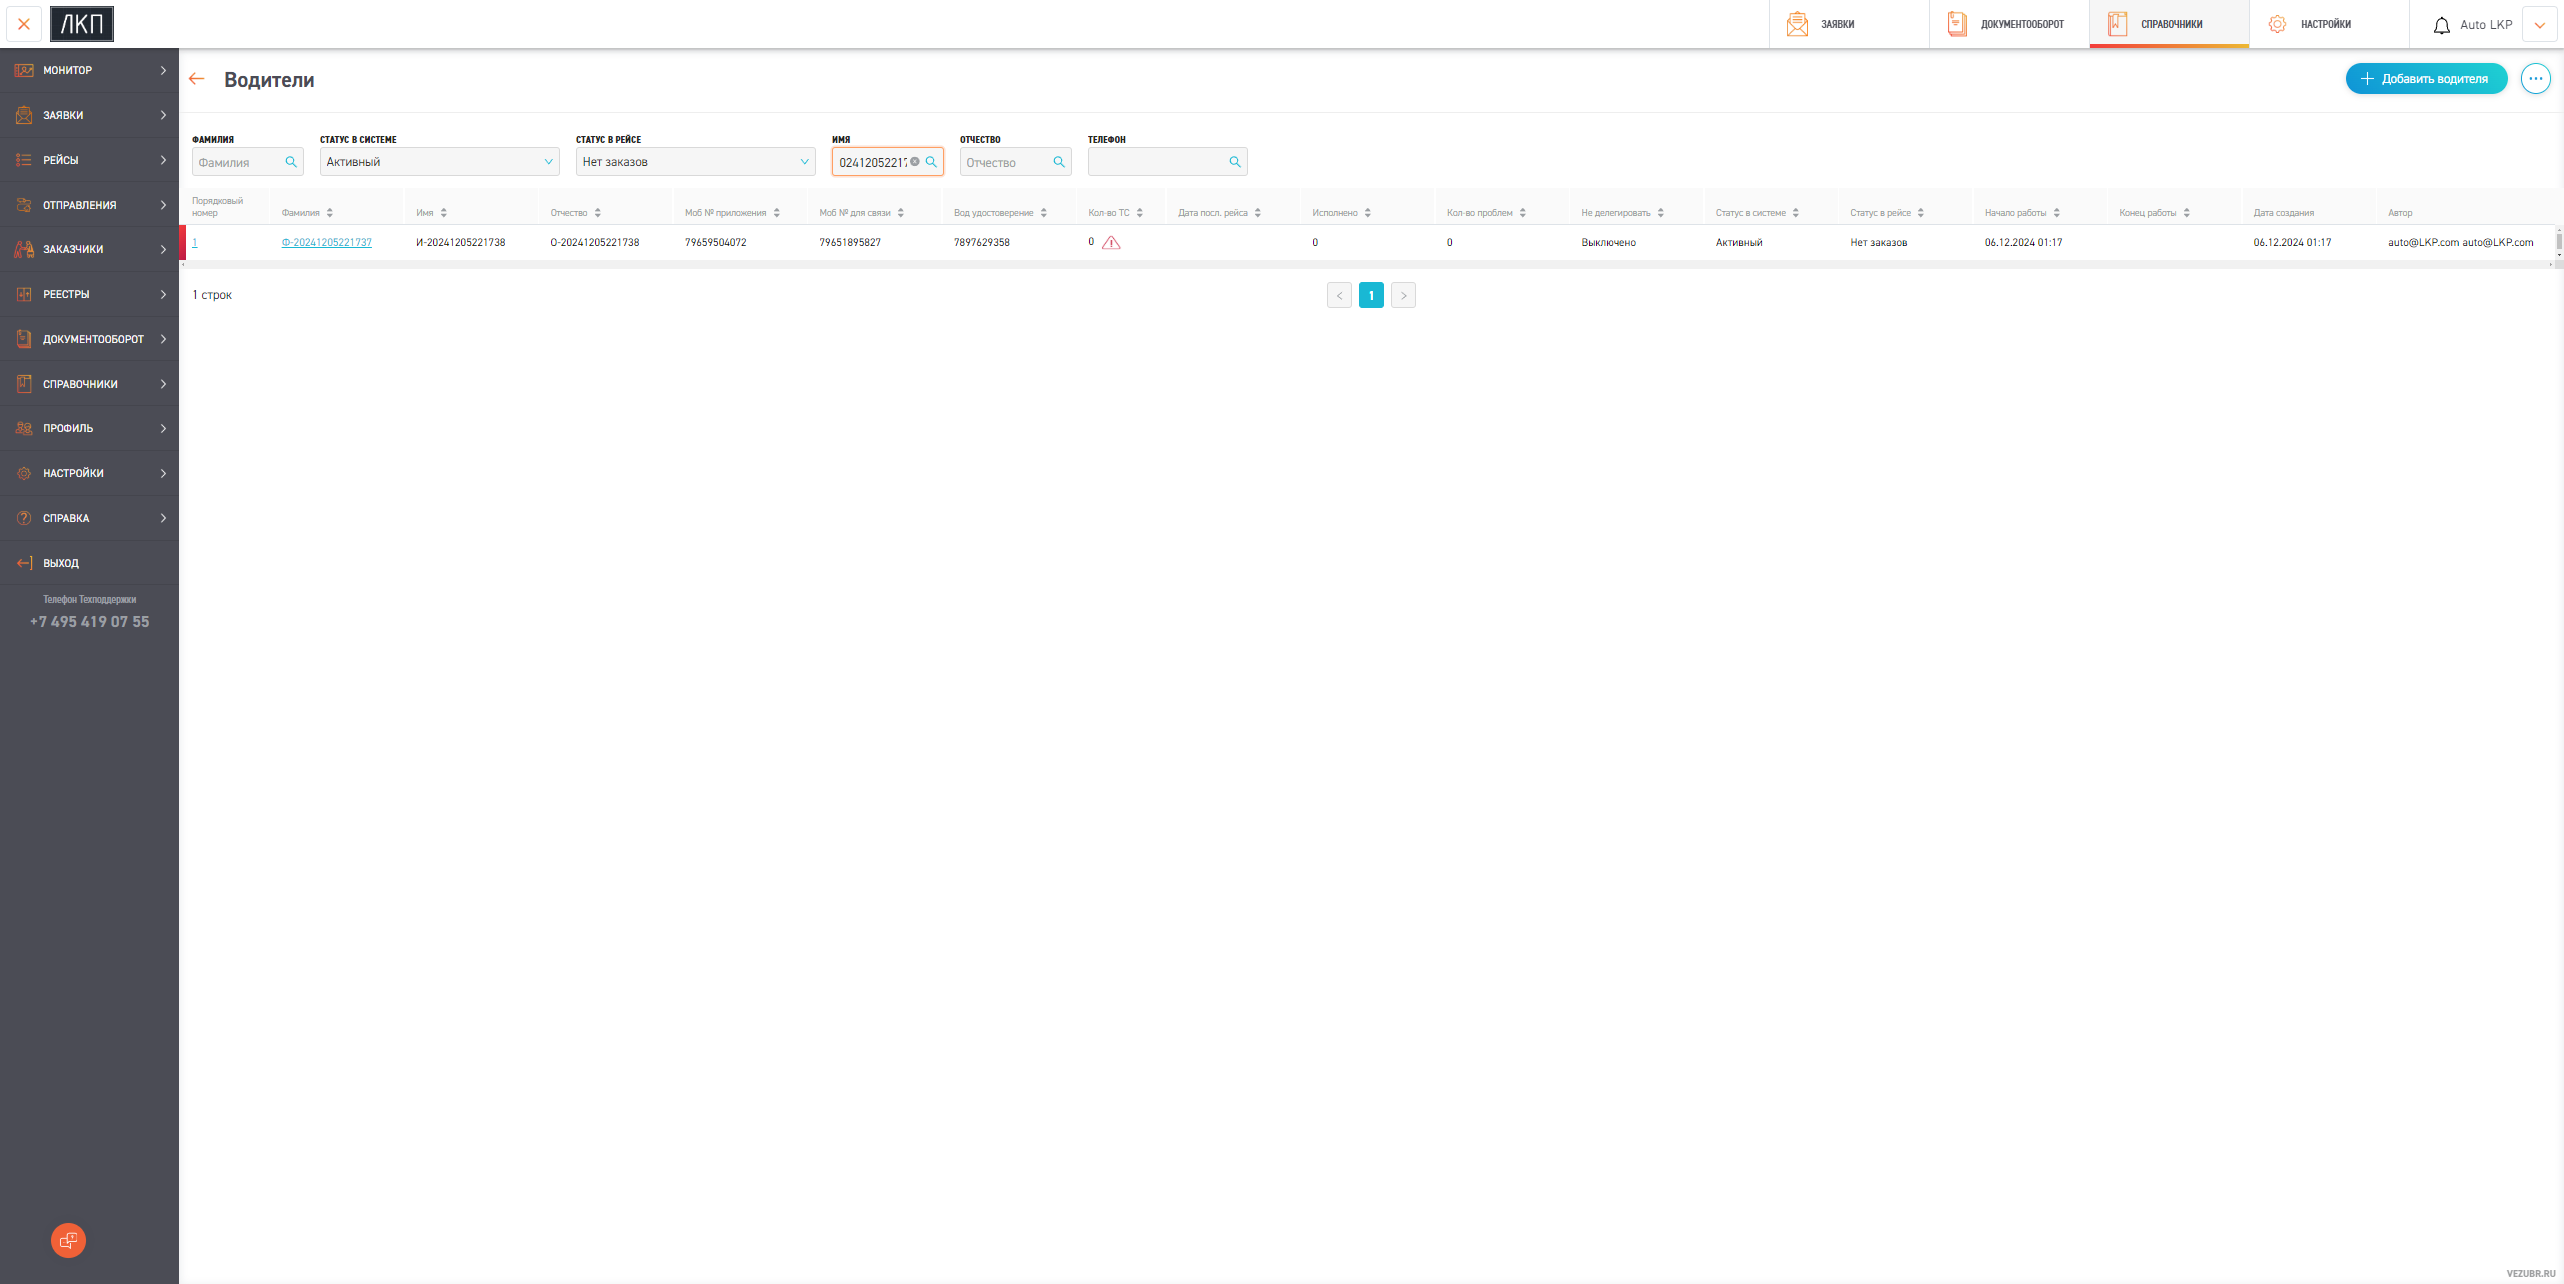 ЛКП
ЗАЯВКИ
ДОКУМЕНТООБОРОТ
СПРАВОЧНИКИ
НАСТРОЙКИ
Auto LKP
МОНИТОР
ЗАЯВКИ
РЕЙСЫ
ОТПРАВЛЕНИЯ
ЗАКАЗЧИКИ
РЕЕСТРЫ
ДОКУМЕНТООБОРОТ
СПРАВОЧНИКИ
ПРОФИЛЬ
НАСТРОЙКИ
СПРАВКА
ВЫХОД
Телефон Техподдержки
+7 495 419 07 55
Водители
Добавить водителя
ФАМИЛИЯ СТАТУС В СИСТЕМЕ СТАТУС В РЕЙСЕ ИМЯ ОТЧЕСТВО ТЕЛЕФОН
Фамилия Активный Нет заказов 02412052217 Отчество
Порядковый номер Фамилия Имя Отчество Моб № приложения Моб № для связи Вод удостоверение Кол-во ТС Дата посл. рейса Исполнено Кол-во проблем Не делегировать Статус в системе Статус в рейсе Начало работы Конец работы Дата создания Автор
1 Ф-20241205221737 И-20241205221738 О-20241205221738 79659504072 79651895827 7897629358 0 0 0 Выключено Активный Нет заказов 06.12.2024 01:17 06.12.2024 01:17 auto@LKP.com auto@LKP.com
1 строк
< 1 >
VEZUBR.RU